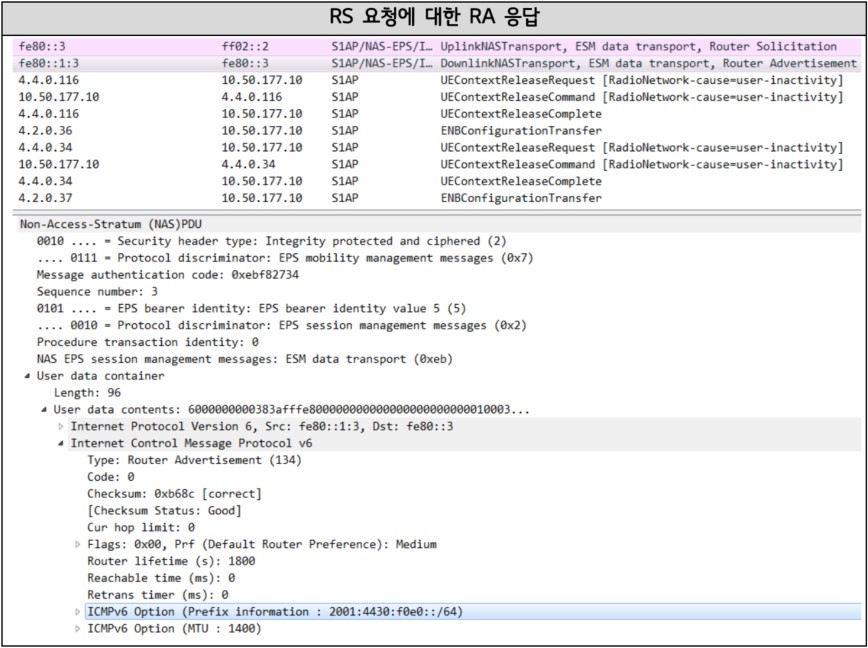 RS 요청에 대한 RA 응답
fe80::3 ff02::2 S1AP/NAS-EPS/I… UplinkNASTransport, ESM data transport, Router Solicitation
fe80::1:3 fe80::3 S1AP/NAS-EPS/I… DownlinkNASTransport, ESM data transport, Router Advertisement
4.4.0.116 10.50.177.10 S1AP UEContextReleaseRequest [RadioNetwork-cause=user-inactivity]
10.50.177.10 4.4.0.116 S1AP UEContextReleaseCommand [RadioNetwork-cause=user-inactivity]
4.4.0.116 10.50.177.10 S1AP UEContextReleaseComplete
4.2.0.36 10.50.177.10 S1AP ENBConfigurationTransfer
4.4.0.34 10.50.177.10 S1AP UEContextReleaseRequest [RadioNetwork-cause=user-inactivity]
10.50.177.10 4.4.0.34 S1AP UEContextReleaseCommand [RadioNetwork-cause=user-inactivity]
4.4.0.34 10.50.177.10 S1AP UEContextReleaseComplete
4.2.0.37 10.50.177.10 S1AP ENBConfigurationTransfer
Non-Access-Stratum (NAS)PDU
0010 .... = Security header type: Integrity protected and ciphered (2)
.... 0111 = Protocol discriminator: EPS mobility management messages (0x7)
Message authentication code: 0xebf82734
Sequence number: 3
0101 .... = EPS bearer identity: EPS bearer identity value 5 (5)
.... 0010 = Protocol discriminator: EPS session management messages (0x2)
Procedure transaction identity: 0
NAS EPS session management messages: ESM data transport (0xeb)
User data container
Length: 96
User data contents: 6000000000383afffe80000000000000000000000010003...
Internet Protocol Version 6, Src: fe80::1:3, Dst: fe80::3
Internet Control Message Protocol v6
Type: Router Advertisement (134)
Code: 0
Checksum: 0xb68c [correct]
[Checksum Status: Good]
Cur hop limit: 0
Flags: 0x00, Prf (Default Router Preference): Medium
Router lifetime (s): 1800
Reachable time (ms): 0
Retrans timer (ms): 0
ICMPv6 Option (Prefix information : 2001:4430:f0e0::/64)
ICMPv6 Option (MTU : 1400)